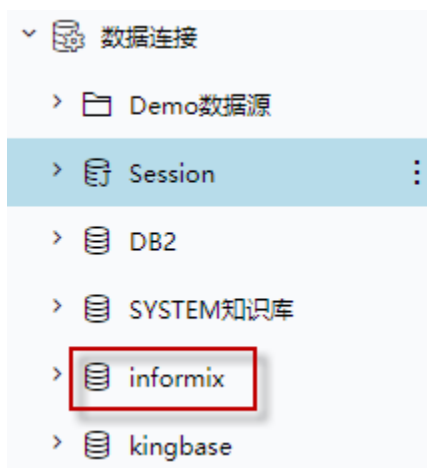 数据连接
Demo数据源
Session
DB2
SYSTEM知识库
informix
kingbase